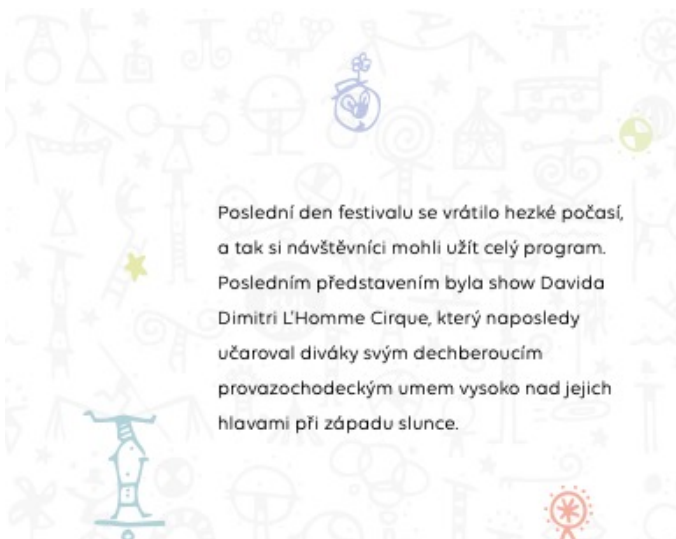 Poslední den festivalu se vrátilo hezké počasí,
a tak si návštěvníci mohli užít celý program.
Posledním představením byla show Davida
Dimitri L'Homme Cirque, který naposledy
učaroval diváky svým dechberoucím
provazochodeckým umem vysoko nad jejich
hlavami při západu slunce.